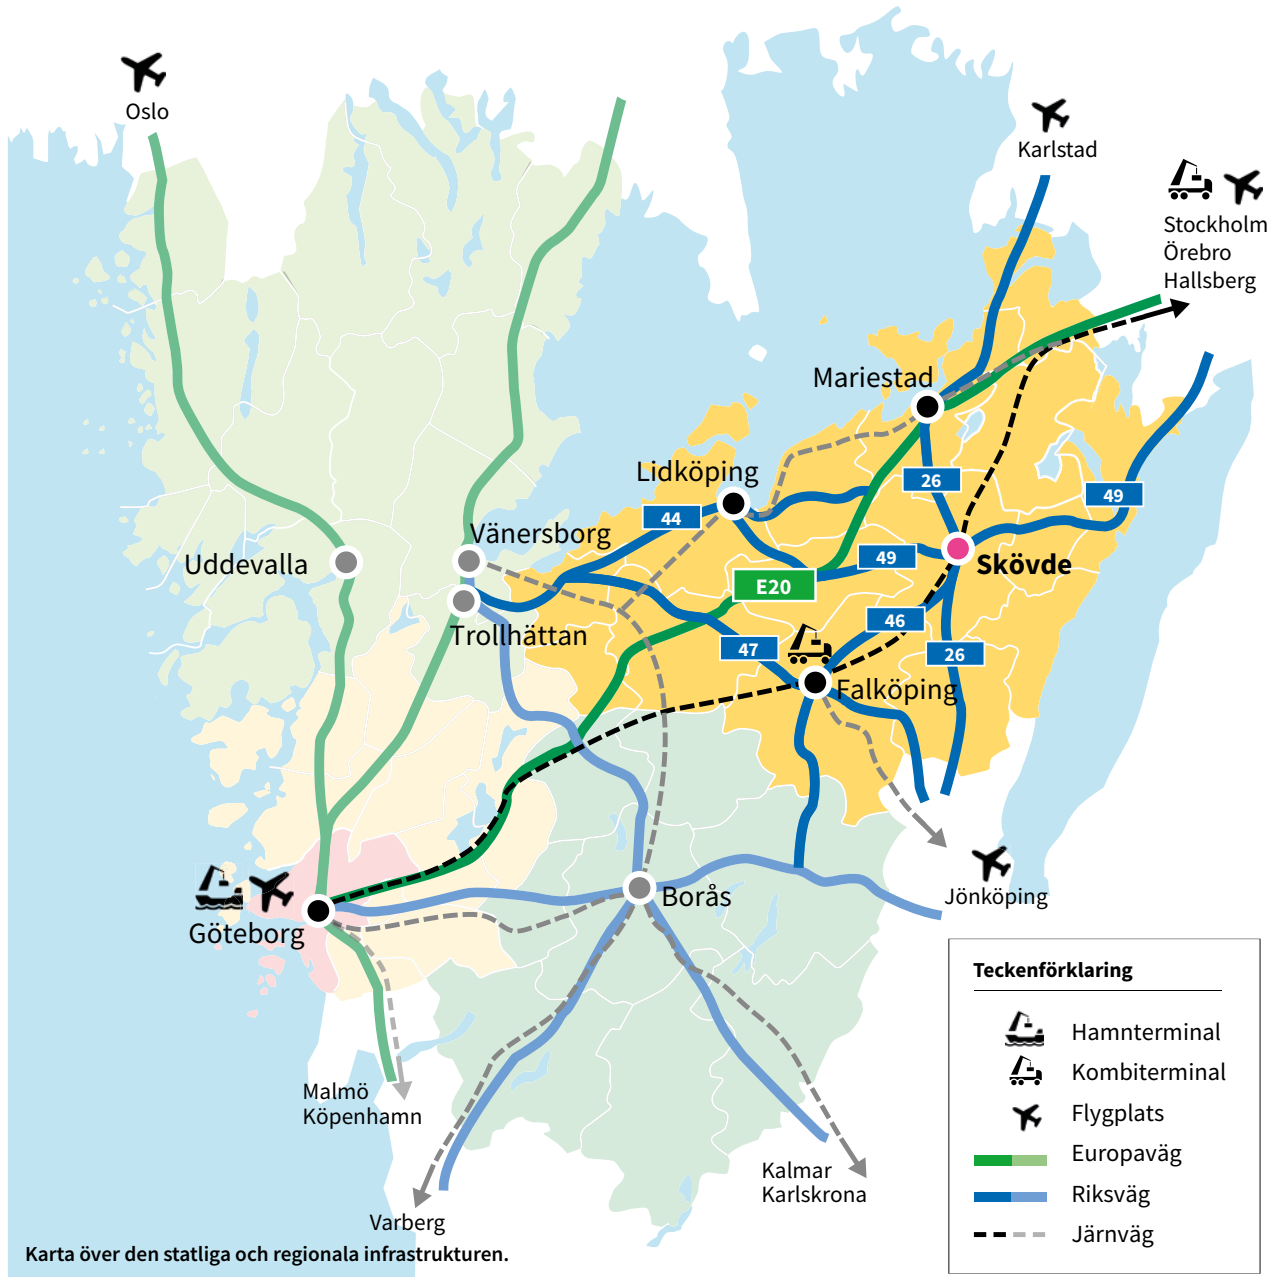 Oslo
Karlstad
Stockholm
Örebro
Hallsberg
Mariestad
Lidköping
26
49
44
Vänersborg
Uddevalla
49
Skövde
E20
46
Trollhättan
47
26
Falköping
Borås
Jönköping
Göteborg
Malmö
Köpenhamn
Kalmar
Karlskrona
Varberg
Teckenförklaring
Hamnterminal
Kombiterminal
Flygplats
Europaväg
Riksväg
Järnväg
Karta över den statliga och regionala infrastrukturen.